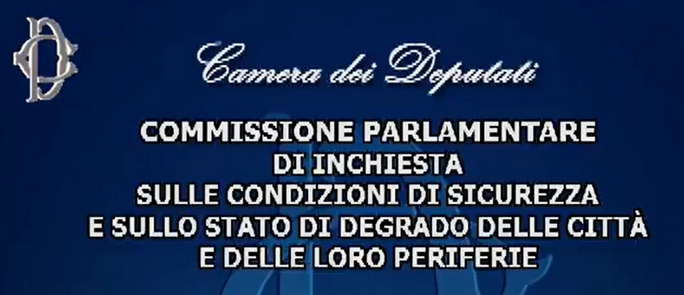 Camera dei Deputati
COMMISSIONE PARLAMENTARE
DI INCHIESTA
SULLE CONDIZIONI DI SICUREZZA
E SULLO STATO DI DEGRADO DELLE CITTÀ
E DELLE LORO PERIFERIE